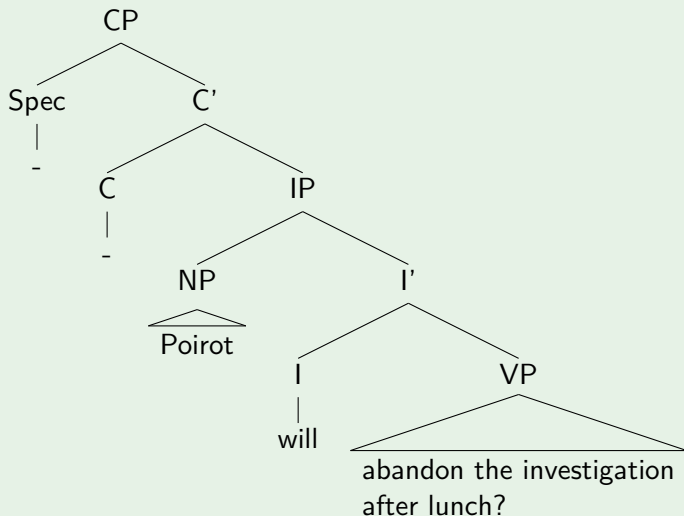 CP
Spec C'
-
C IP
-
NP I'
Poirot
I VP
will
abandon the investigation
after lunch?